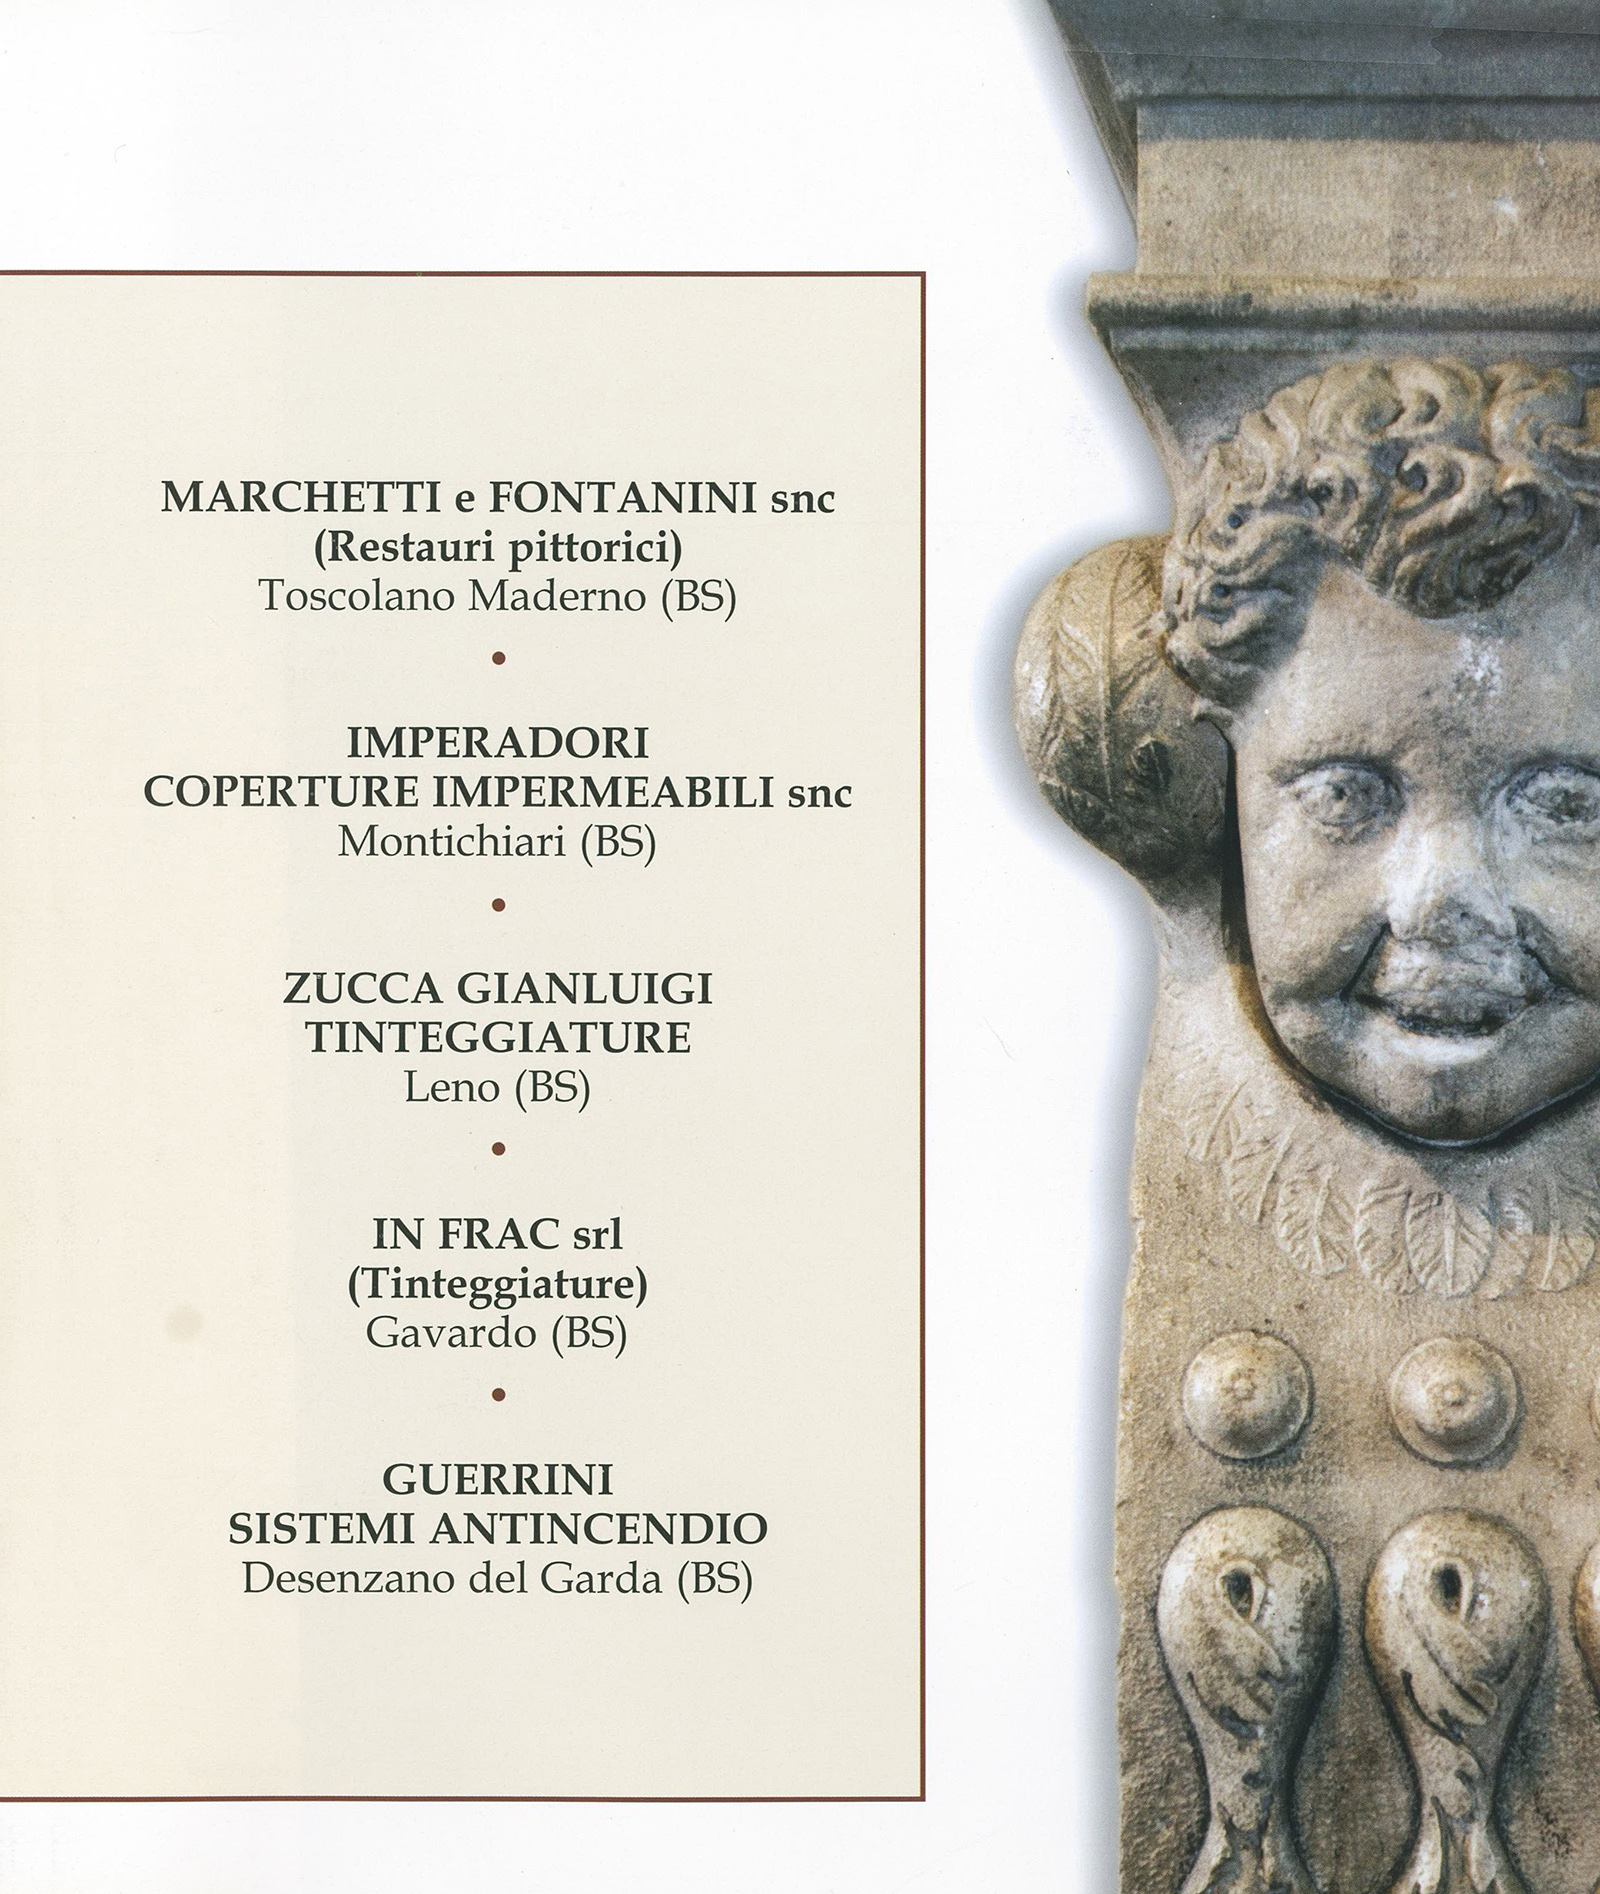 MARCHETTI e FONTANINI snc
(Restauri pittorici)
Toscolano Maderno (BS)
•
IMPERADORI
COPERTURE IMPERMEABILI snc
Montichiari (BS)
•
ZUCCA GIANLUIGI
TINTEGGIATURE
Leno (BS)
•
IN FRAC srl
(Tinteggiature)
Gavardo (BS)
•
GUERRINI
SISTEMI ANTINCENDIO
Desenzano del Garda (BS)